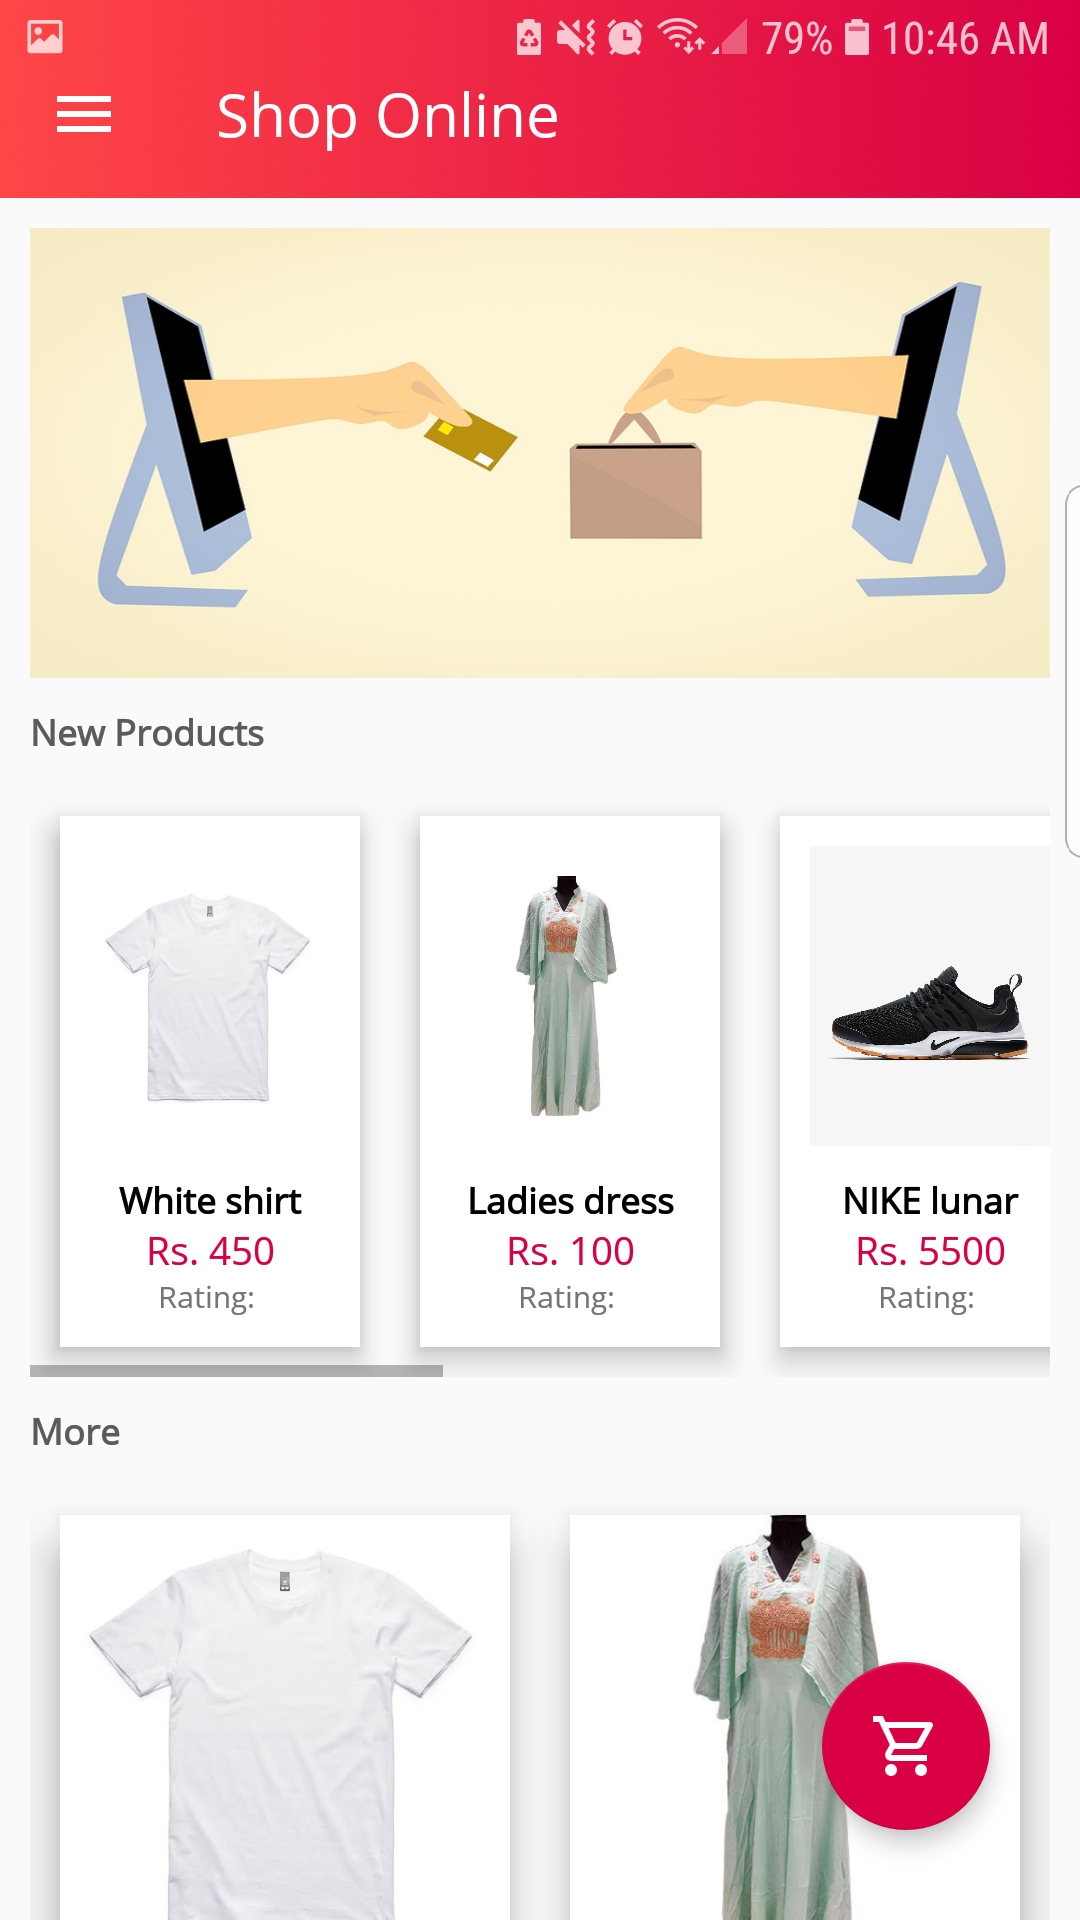 79% 10:46 AM
Shop Online
New Products
White shirt
Rs. 450
Rating:
Ladies dress
Rs. 100
Rating:
NIKE lunar
Rs. 5500
Rating:
More